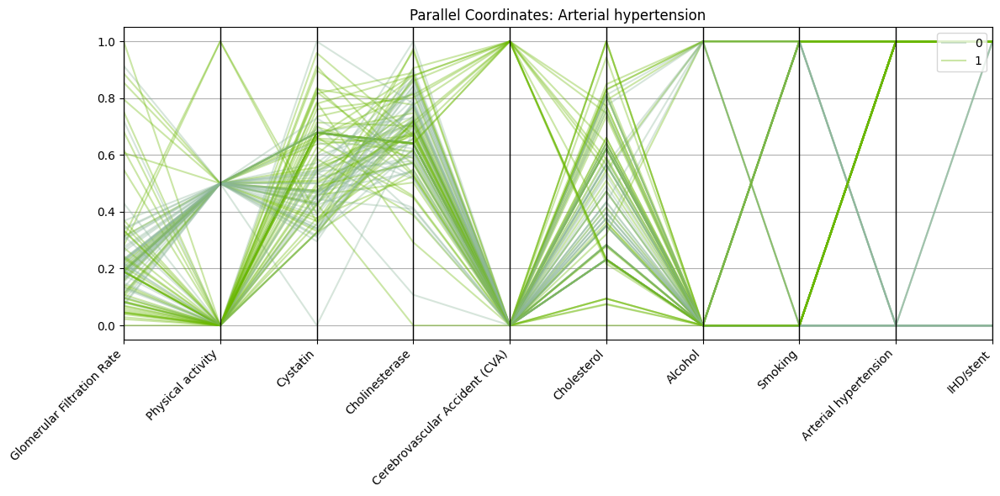 Parallel Coordinates: Arterial hypertension
1.0
0.8
0.6
0.4
0.2
0.0
0
1
Glomerular Filtration Rate
Physical activity
Cystatin
Cholinesterase
Cerebrovascular Accident (CVA)
Cholesterol
Alcohol
Smoking
Arterial hypertension
IHD/stent